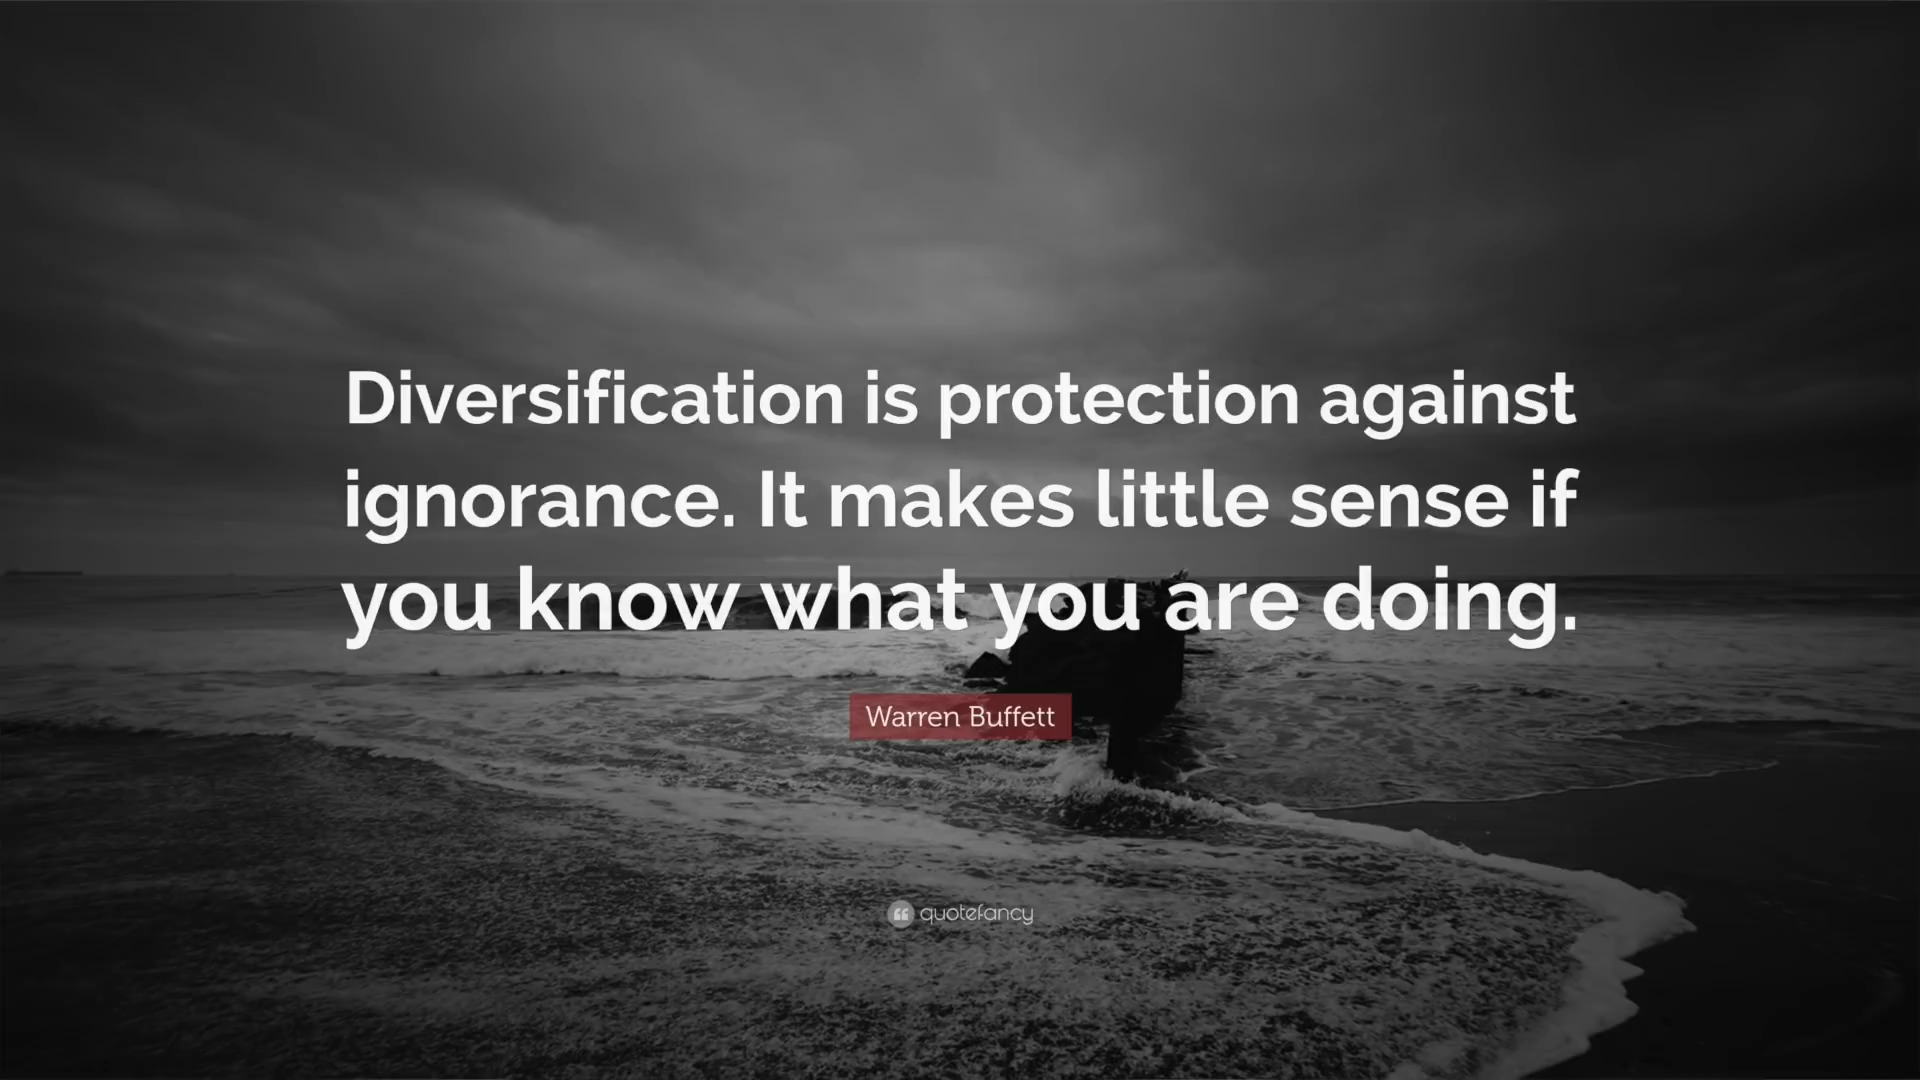 Diversification is protection against
ignorance. It makes little sense if
you know what you are doing.
Warren Buffett
quotefancy